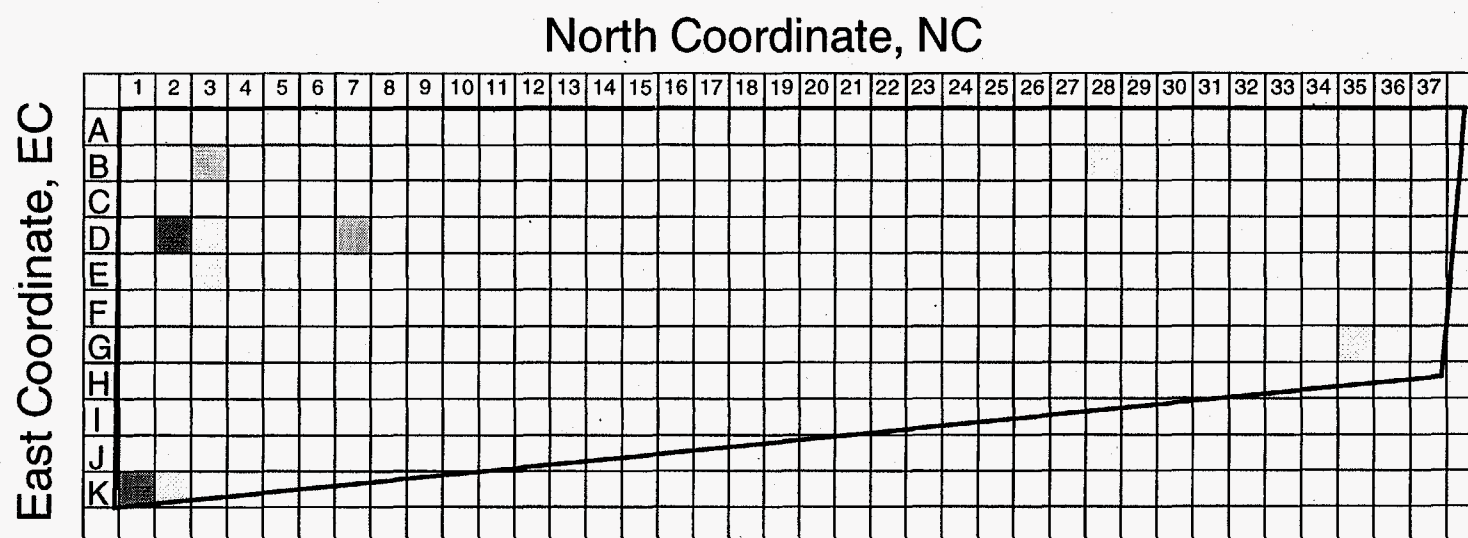 North Coordinate, NC
1 2 3 4 5 6 7 8 9 10 11 12 13 14 15 16 17 18 19 20 21 22 23 24 25 26 27 28 29 30 31 32 33 34 35 36 37
East Coordinate, EC
A
B
C
D
E
F
G
H
I
J
K